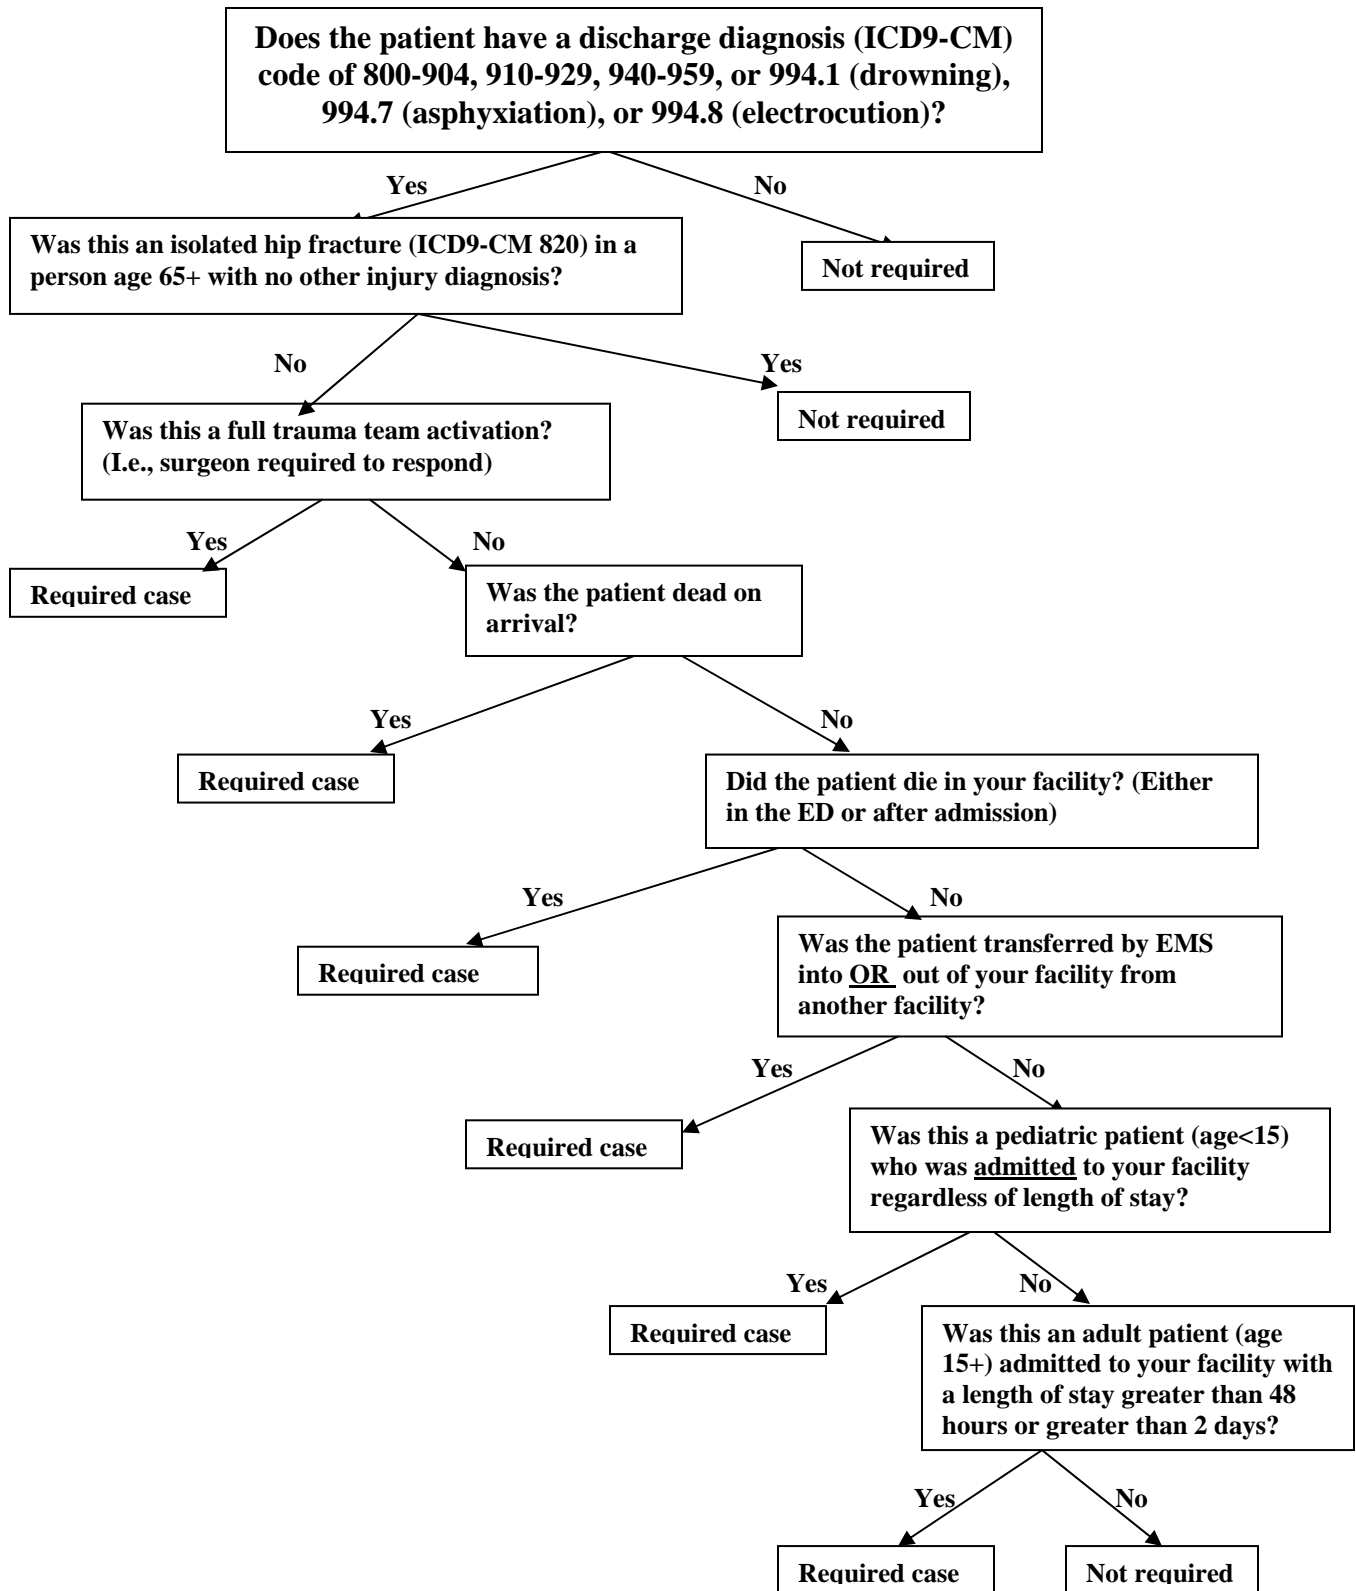 Does the patient have a discharge diagnosis (ICD9-CM)
code of 800-904, 910-929, 940-959, or 994.1 (drowning),
994.7 (asphyxiation), or 994.8 (electrocution)?
Yes
No
Was this an isolated hip fracture (ICD9-CM 820) in a
person age 65+ with no other injury diagnosis?
Not required
No
Yes
Not required
Was this a full trauma team activation?
(I.e., surgeon required to respond)
Yes
No
Required case
Was the patient dead on
arrival?
Yes
No
Required case
Did the patient die in your facility? (Either
in the ED or after admission)
Yes
No
Required case
Was the patient transferred by EMS
into OR out of your facility from
another facility?
Yes
No
Required case
Was this a pediatric patient (age<15)
who was admitted to your facility
regardless of length of stay?
Yes
No
Required case
Was this an adult patient (age
15+) admitted to your facility with
a length of stay greater than 48
hours or greater than 2 days?
Yes
No
Required case
Not required